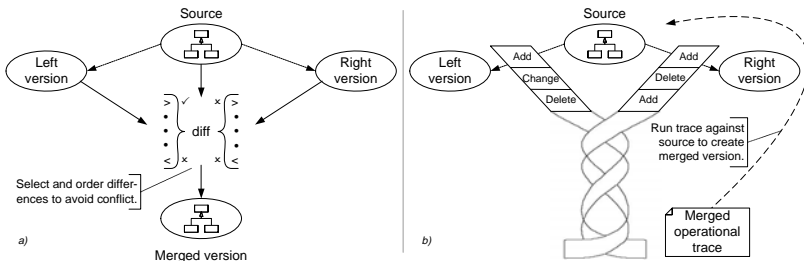 Source
Left
version
Right
version
> ✓ × >
diff
< × × <
Select and order differ-
ences to avoid conflict.
a)
Merged version
Source
Left
version
Add
Change
Delete
Add
Delete
Add
Right
version
Run trace against
source to create
merged version.
Merged
operational
trace
b)